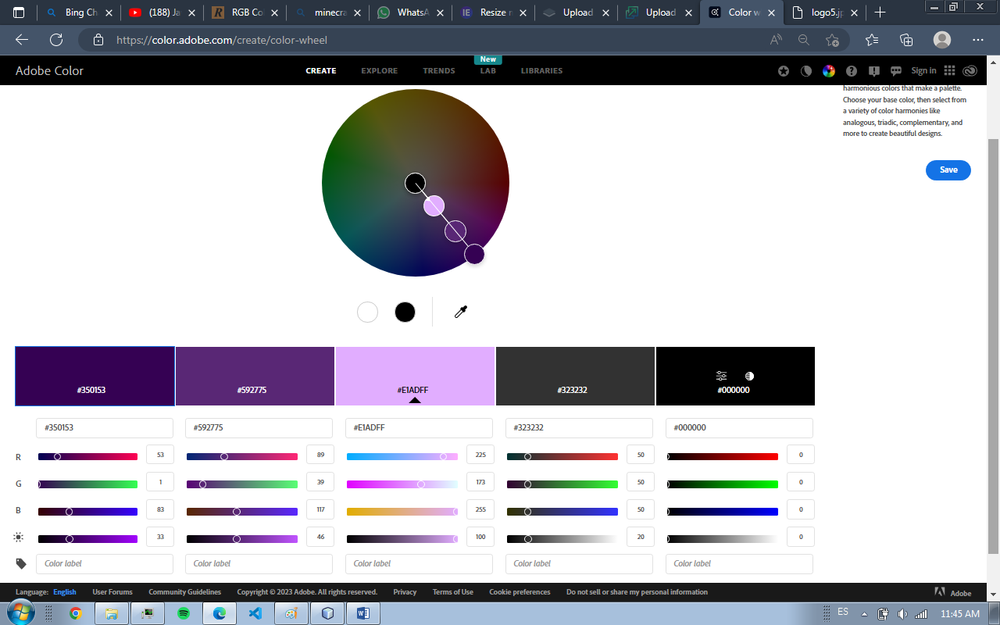 Bing Ch
(188) Ja
RGB Co
minecra
WhatsA
Resize
Upload
Upload
Color w
logo5.j
https://color.adobe.com/create/color-wheel
Adobe Color
CREATE
EXPLORE
TRENDS
New
LAB
LIBRARIES
Sign in
harmonious colors that make a palette.
Choose your base color, then select from
a variety of color harmonies like
analogous, triadic, complementary, and
more to create beautiful designs.
Save
#350153
#592775
#E1ADFF
#323232
#000000
#350153
#592775
#E1ADFF
#323232
#000000
R 53 89 225 50 0
G 1 39 173 50 0
B 83 117 255 50 0
33 46 100 20 0
Color label Color label Color label Color label Color label
Language: English User Forums Community Guidelines Copyright © 2023 Adobe. All rights reserved. Privacy Terms of Use Cookie preferences Do not sell or share my personal information Adobe
ES 11:45 AM